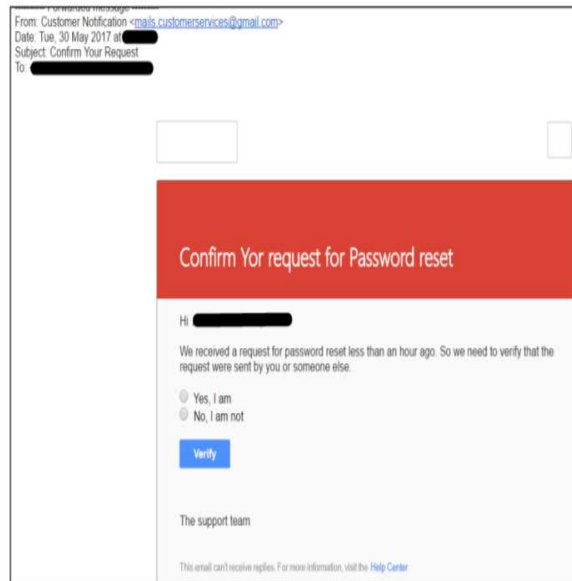 ---------- Forwarded message ----------
From: Customer Notification <mails.customerservices@gmail.com>
Date: Tue, 30 May 2017 at
Subject: Confirm Your Request
To:
Confirm Yor request for Password reset
Hi
We received a request for password reset less than an hour ago. So we need to verify that the
request were sent by you or someone else.
Yes, I am
No, I am not
Verify
The support team
This email can't receive replies. For more information, visit the Help Center